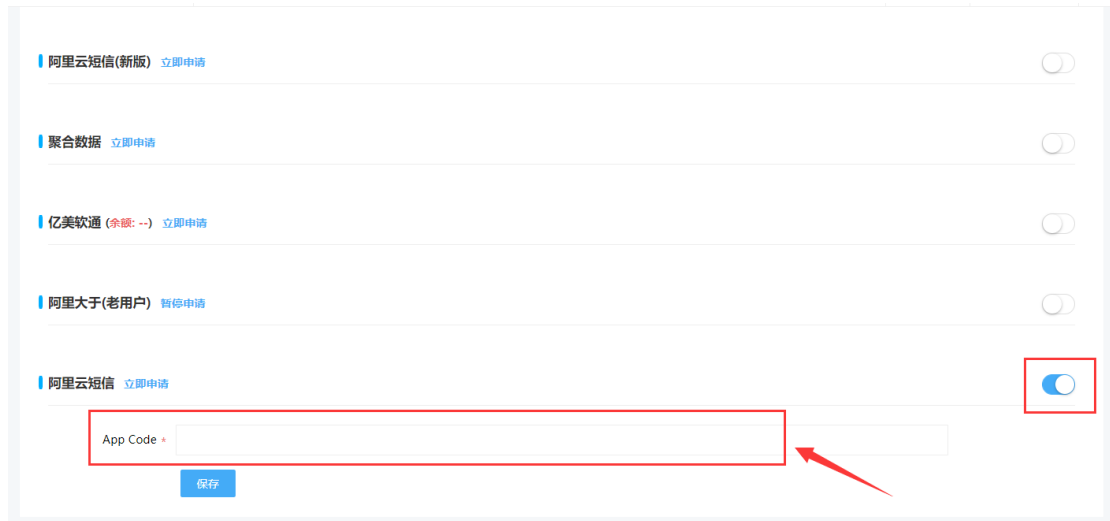 阿里云短信(新版) 立即申请
聚合数据 立即申请
亿美软通 (余额: --) 立即申请
阿里大于(老用户) 暂停申请
阿里云短信 立即申请
App Code *
保存